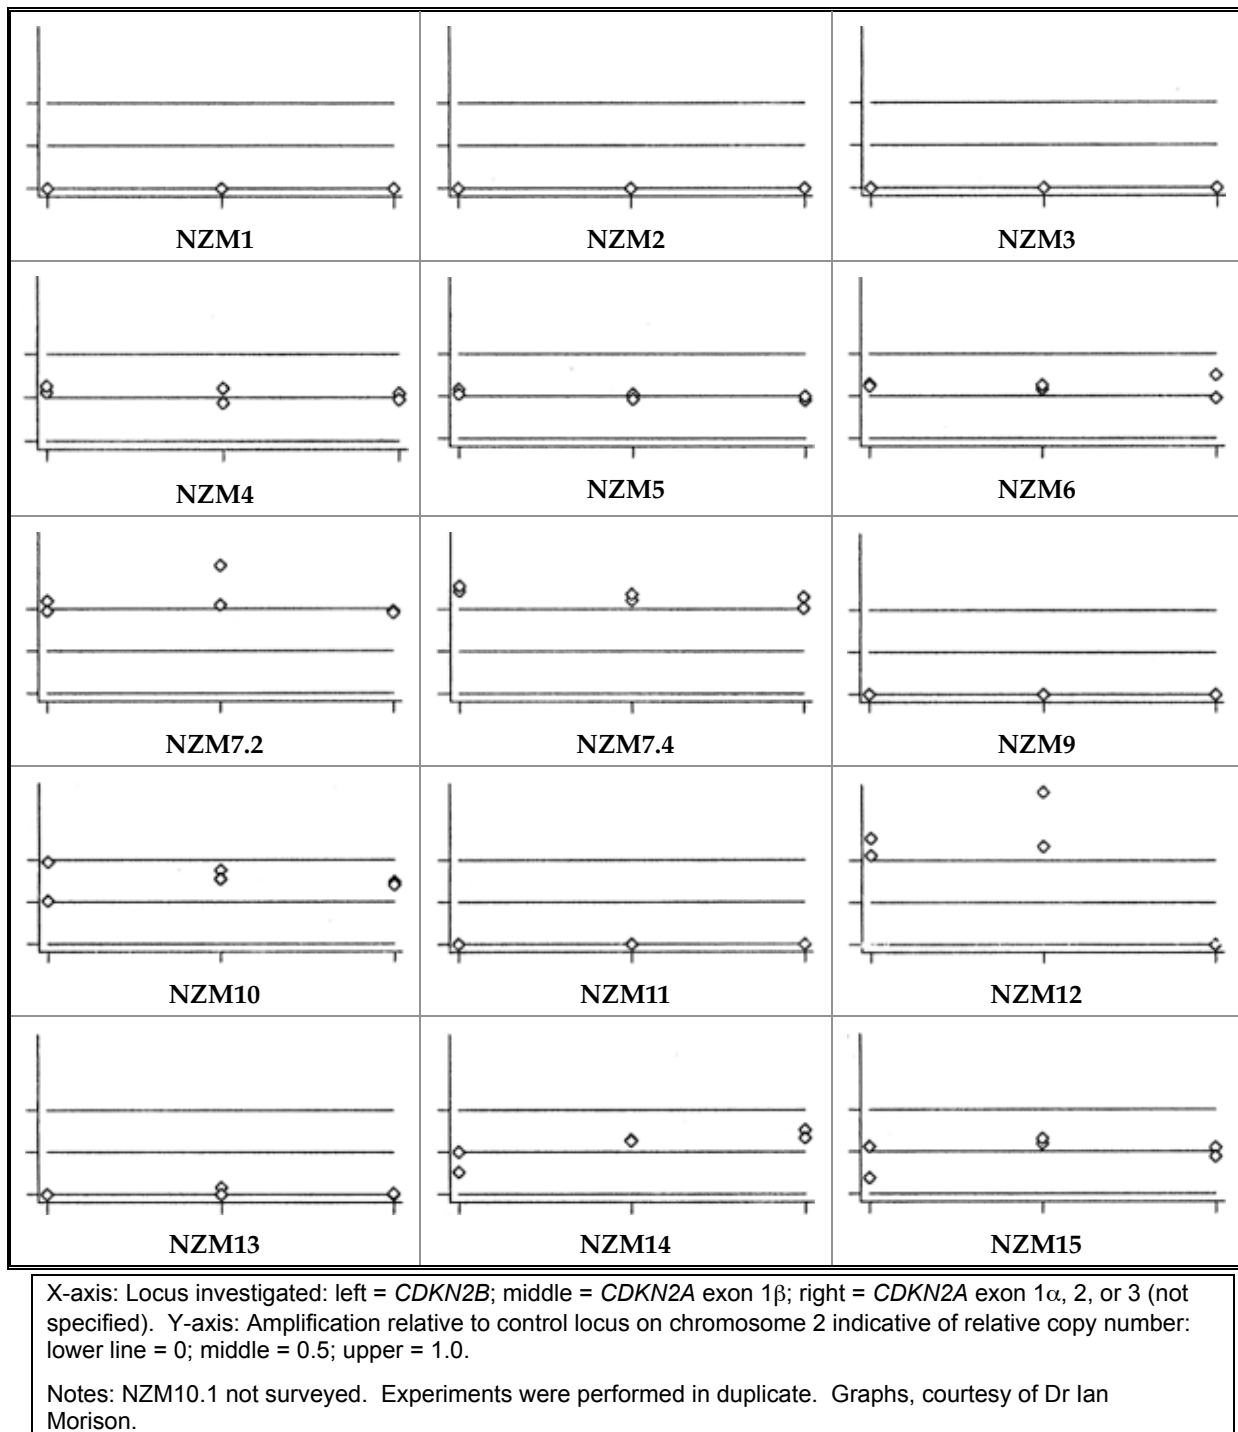 NZM1
NZM2
NZM3
NZM4
NZM5
NZM6
NZM7.2
NZM7.4
NZM9
NZM10
NZM11
NZM12
NZM13
NZM14
NZM15
X-axis: Locus investigated: left = CDKN2B; middle = CDKN2A exon 1β; right = CDKN2A exon 1α, 2, or 3 (not
specified).  Y-axis: Amplification relative to control locus on chromosome 2 indicative of relative copy number:
lower line = 0; middle = 0.5; upper = 1.0.
Notes: NZM10.1 not surveyed.  Experiments were performed in duplicate.  Graphs, courtesy of Dr Ian
Morison.